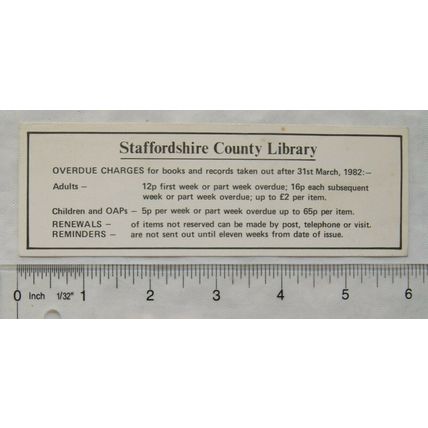 Staffordshire County Library
OVERDUE CHARGES for books and records taken out after 31st March, 1982:—
Adults — 12p first week or part week overdue; 16p each subsequent
week or part week overdue; up to £2 per item.
Children and OAPs — 5p per week or part week overdue up to 65p per item.
RENEWALS — of items not reserved can be made by post, telephone or visit.
REMINDERS — are not sent out until eleven weeks from date of issue.
0 Inch 1/32" 1 2 3 4 5 6